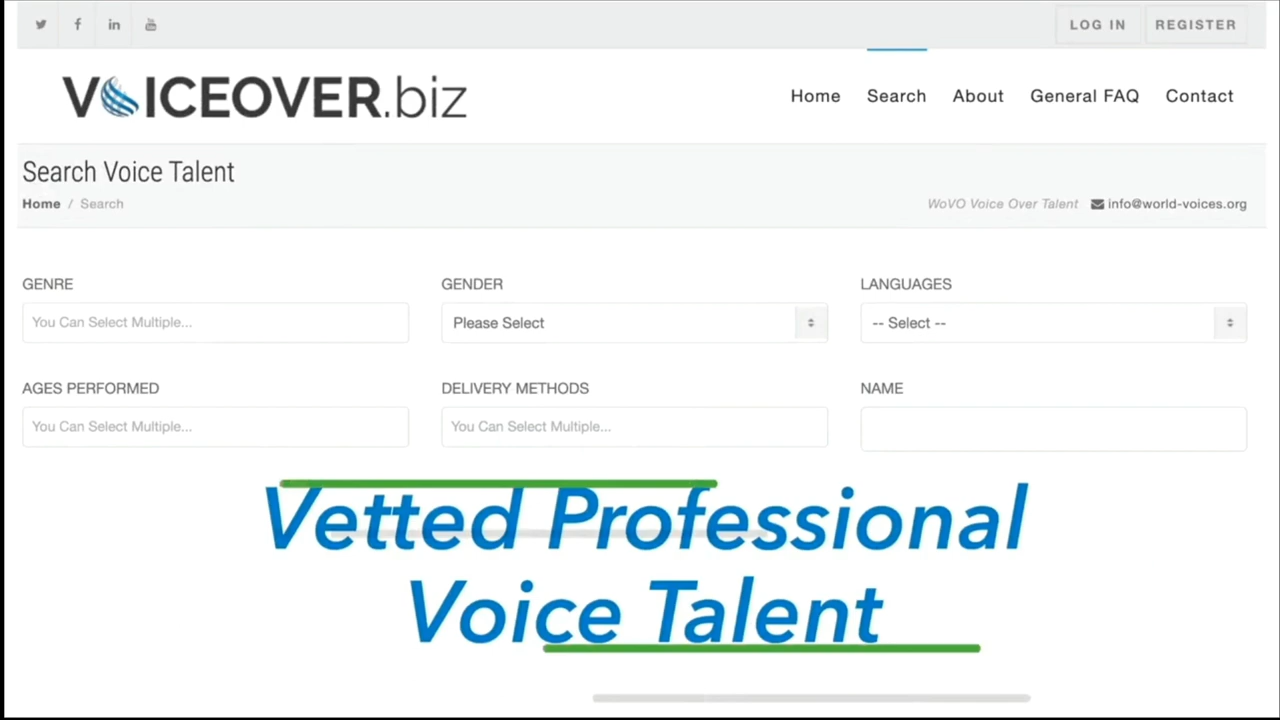 LOG IN
REGISTER
VOICEOVER.biz
Home Search About General FAQ Contact
Search Voice Talent
Home / Search
WoVO Voice Over Talent info@world-voices.org
GENRE GENDER LANGUAGES
You Can Select Multiple... Please Select -- Select --
AGES PERFORMED DELIVERY METHODS NAME
You Can Select Multiple... You Can Select Multiple...
Vetted Professional
Voice Talent